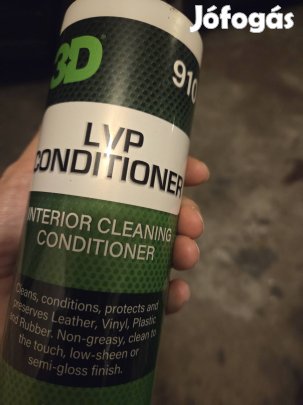 Jófogás
3D
910
LVP
CONDITIONER
INTERIOR CLEANING
CONDITIONER
Cleans, conditions, protects and
preserves Leather, Vinyl, Plastic
and Rubber. Non-greasy, clean to
the touch, low-sheen or
semi-gloss finish.